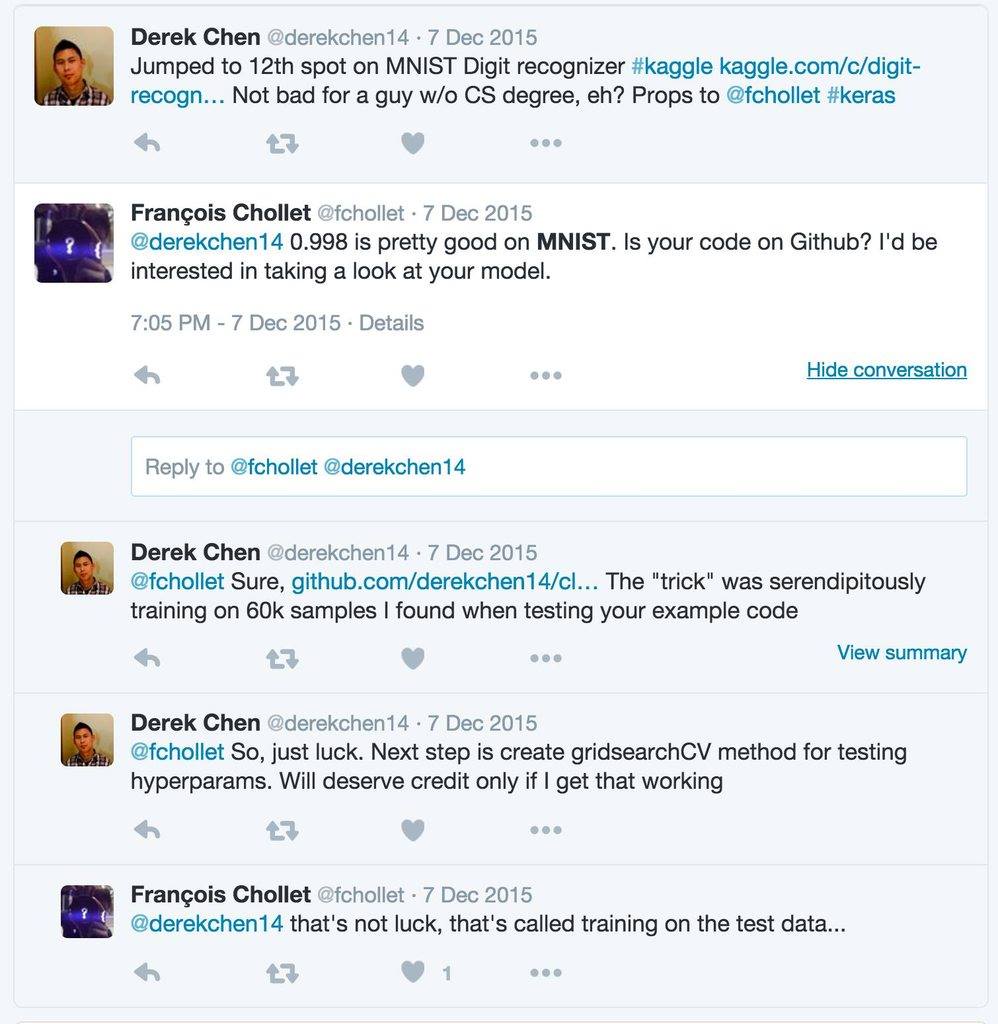 Derek Chen @derekchen14 · 7 Dec 2015
Jumped to 12th spot on MNIST Digit recognizer #kaggle kaggle.com/c/digit-
recogn... Not bad for a guy w/o CS degree, eh? Props to @fchollet #keras
François Chollet @fchollet · 7 Dec 2015
@derekchen14 0.998 is pretty good on MNIST. Is your code on Github? I'd be
interested in taking a look at your model.
7:05 PM - 7 Dec 2015 · Details
Hide conversation
Reply to @fchollet @derekchen14
Derek Chen @derekchen14 · 7 Dec 2015
@fchollet Sure, github.com/derekchen14/cl... The "trick" was serendipitously
training on 60k samples I found when testing your example code
View summary
Derek Chen @derekchen14 · 7 Dec 2015
@fchollet So, just luck. Next step is create gridsearchCV method for testing
hyperparams. Will deserve credit only if I get that working
François Chollet @fchollet · 7 Dec 2015
@derekchen14 that's not luck, that's called training on the test data...
1